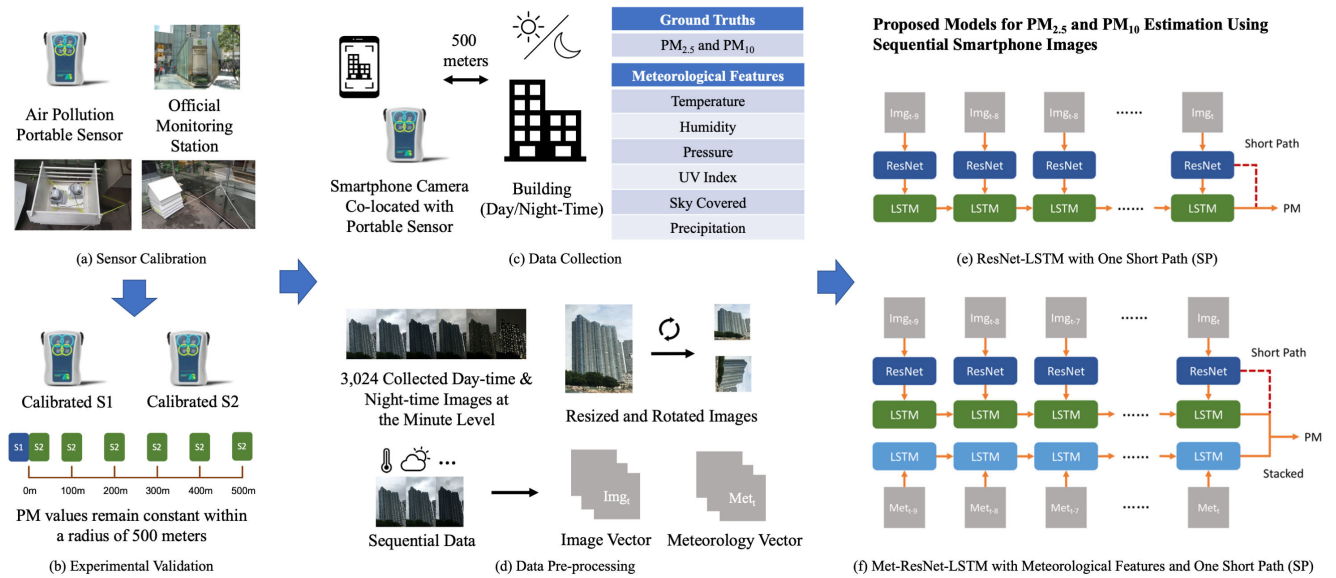 Air Pollution
Portable Sensor
Official
Monitoring
Station
(a) Sensor Calibration
Calibrated S1
Calibrated S2
S1
S2
S2
S2
S2
S2
S2
0m
100m
200m
300m
400m
500m
PM values remain constant within
a radius of 500 meters
(b) Experimental Validation
500
meters
Smartphone Camera
Co-located with
Portable Sensor
Building
(Day/Night-Time)
Ground Truths
PM2.5 and PM10
Meteorological Features
Temperature
Humidity
Pressure
UV Index
Sky Covered
Precipitation
(c) Data Collection
3,024 Collected Day-time &
Night-time Images at
the Minute Level
Resized and Rotated Images
...
Sequential Data
Imgt
Image Vector
Mett
Meteorology Vector
(d) Data Pre-processing
Proposed Models for PM2.5 and PM10 Estimation Using
Sequential Smartphone Images
Imgt-9
Imgt-8
Imgt-8
......
Imgt
Short Path
ResNet
ResNet
ResNet
ResNet
LSTM
LSTM
LSTM
......
LSTM
PM
(e) ResNet-LSTM with One Short Path (SP)
Imgt-9
Imgt-8
Imgt-7
......
Imgt
Short Path
ResNet
ResNet
ResNet
ResNet
LSTM
LSTM
LSTM
......
LSTM
PM
LSTM
LSTM
LSTM
......
LSTM
Stacked
Mett-9
Mett-8
Mett-7
......
Mett
(f) Met-ResNet-LSTM with Meteorological Features and One Short Path (SP)